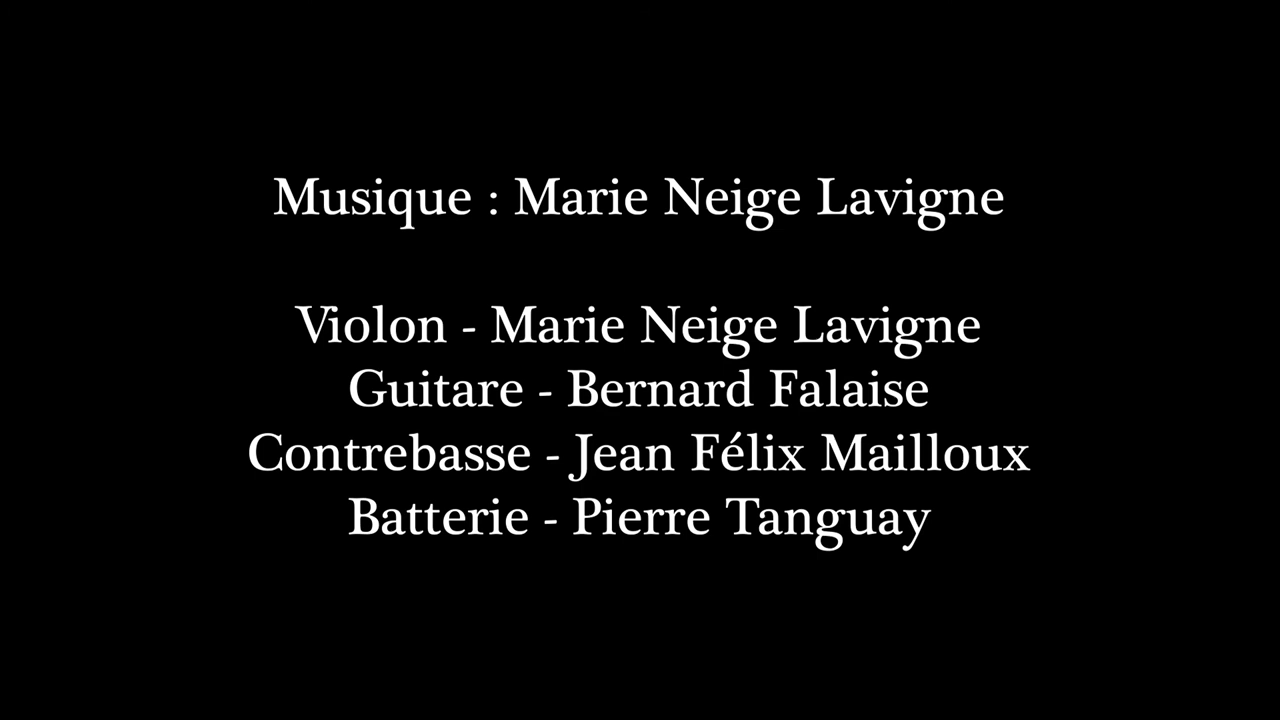 Musique : Marie Neige Lavigne
Violon - Marie Neige Lavigne
Guitare - Bernard Falaise
Contrebasse - Jean Félix Mailloux
Batterie - Pierre Tanguay